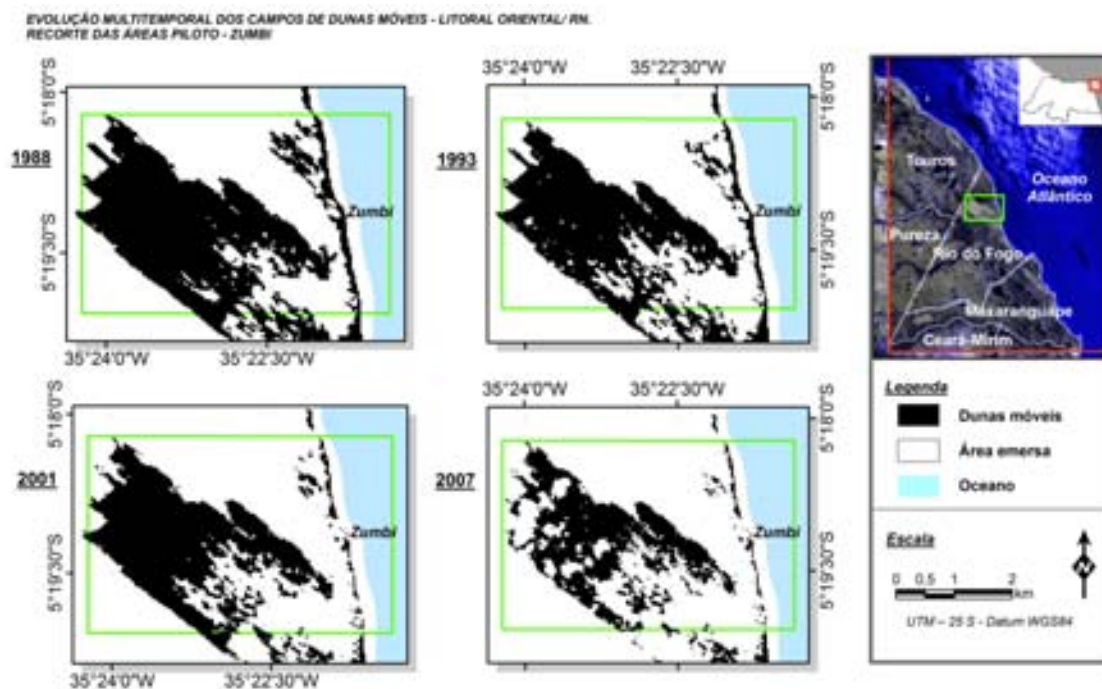 EVOLUÇÃO MULTITEMPORAL DOS CAMPOS DE DUNAS MÓVEIS - LITORAL ORIENTAL/ RN.
RECORTE DAS ÁREAS PILOTO - ZUMBI
35°24'0"W 35°22'30"W
5°18'0"S
5°19'30"S
1988
Zumbi
35°24'0"W 35°22'30"W
1993
Zumbi
5°18'0"S
5°19'30"S
5°18'0"S
5°19'30"S
2001
Zumbi
35°24'0"W 35°22'30"W
35°24'0"W 35°22'30"W
2007
Zumbi
5°18'0"S
5°19'30"S
Touros
Oceano
Atlântico
Pureza
Rio do Fogo
Maxaranguape
Ceará-Mirim
Legenda
Dunas móveis
Área emersa
Oceano
Escala
N
0 0.5 1 2
km
UTM – 25 S - Datum WGS84